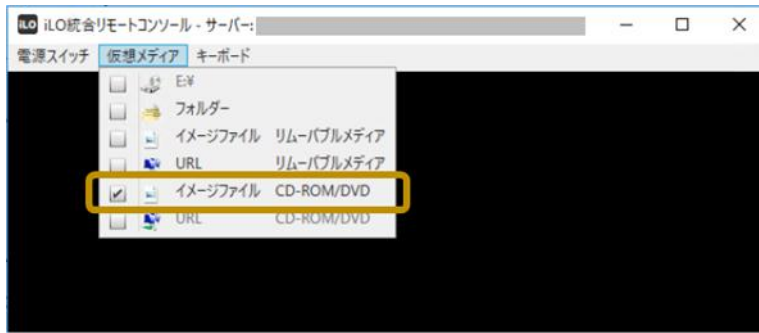 iLO iLO統合リモートコンソール - サーバー:
電源スイッチ 仮想メディア キーボード
E:¥
フォルダー
イメージファイル リムーバブルメディア
URL リムーバブルメディア
イメージファイル CD-ROM/DVD
URL CD-ROM/DVD